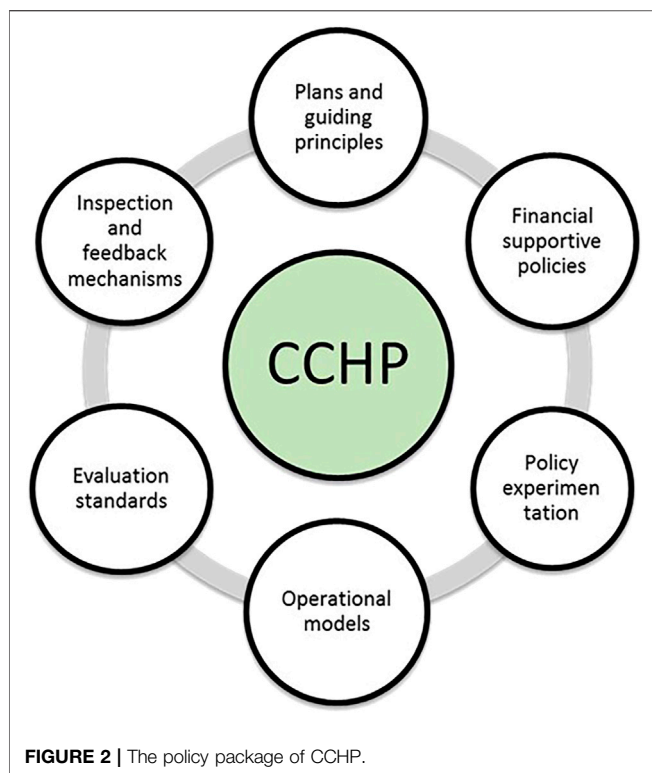 Plans and
guiding
principles
Inspection
and
feedback
mechanisms
Financial
supportive
policies
CCHP
Evaluation
standards
Policy
experimen
tation
Operational
models
FIGURE 2 | The policy package of CCHP.